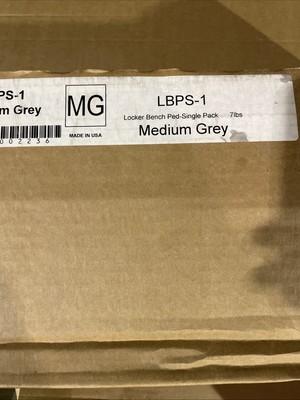 PS-1
m Grey
002236
MG
MADE IN USA
LBPS-1
Locker Bench Ped-Single Pack 7lbs
Medium Grey